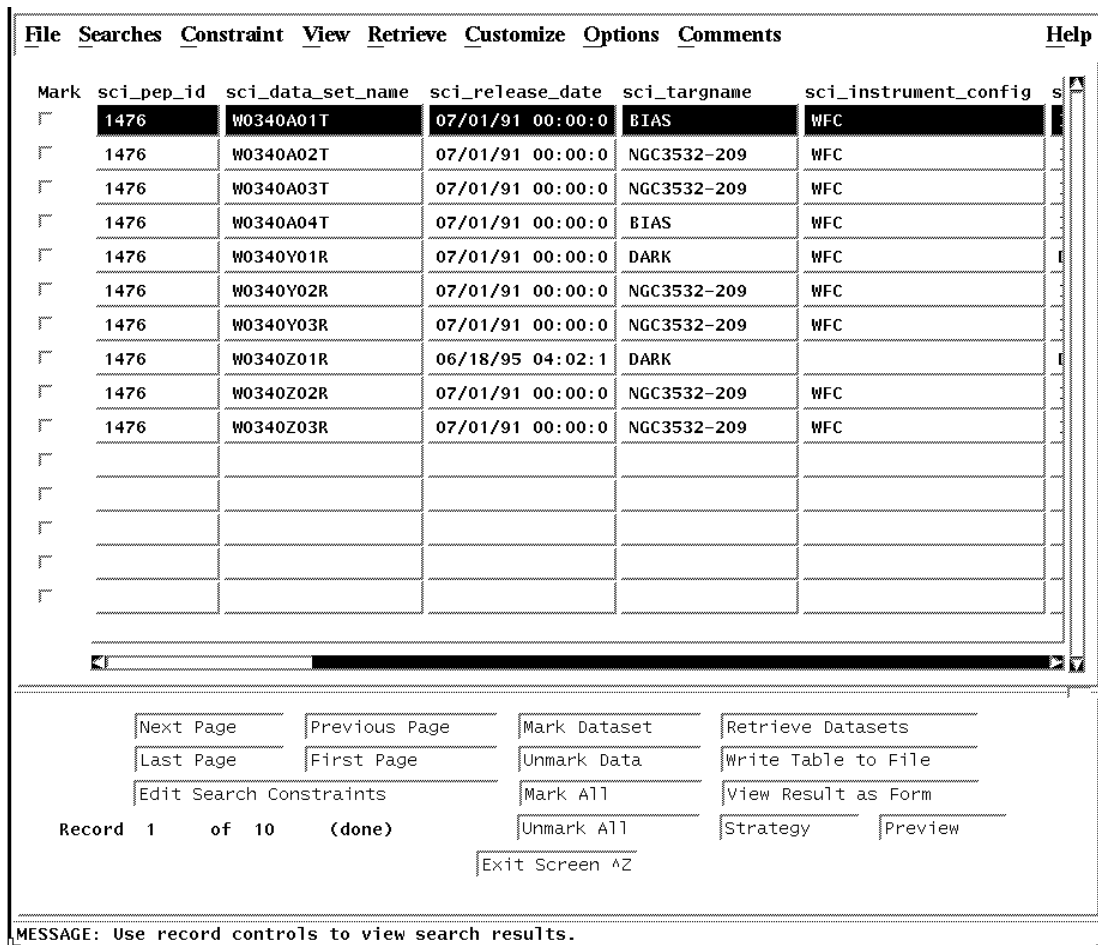 File Searches Constraint View Retrieve Customize Options Comments Help
Mark sci_pep_id sci_data_set_name sci_release_date sci_targname sci_instrument_config s
1476 W0340A01T 07/01/91 00:00:0 BIAS WFC
1476 W0340A02T 07/01/91 00:00:0 NGC3532-209 WFC
1476 W0340A03T 07/01/91 00:00:0 NGC3532-209 WFC
1476 W0340A04T 07/01/91 00:00:0 BIAS WFC
1476 W0340Y01R 07/01/91 00:00:0 DARK WFC
1476 W0340Y02R 07/01/91 00:00:0 NGC3532-209 WFC
1476 W0340Y03R 07/01/91 00:00:0 NGC3532-209 WFC
1476 W0340Z01R 06/18/95 04:02:1 DARK
1476 W0340Z02R 07/01/91 00:00:0 NGC3532-209 WFC
1476 W0340Z03R 07/01/91 00:00:0 NGC3532-209 WFC
Next Page Previous Page Mark Dataset Retrieve Datasets
Last Page First Page Unmark Data Write Table to File
Edit Search Constraints Mark All View Result as Form
Record 1 of 10 (done) Unmark All Strategy Preview
Exit Screen ^Z
MESSAGE: Use record controls to view search results.